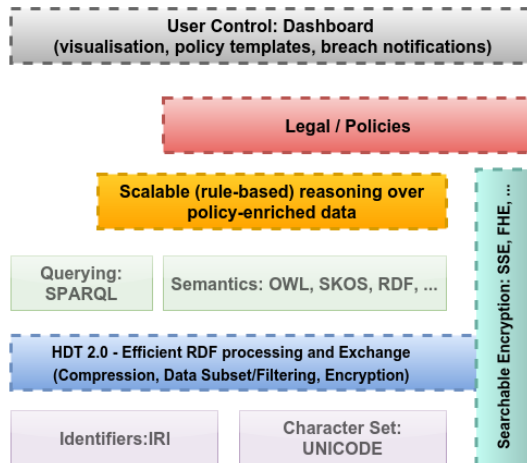 User Control: Dashboard
(visualisation, policy templates, breach notifications)
Legal / Policies
Scalable (rule-based) reasoning over
policy-enriched data
Searchable Encryption: SSE, FHE, ...
Querying:
SPARQL
Semantics: OWL, SKOS, RDF, ...
HDT 2.0 - Efficient RDF processing and Exchange
(Compression, Data Subset/Filtering, Encryption)
Identifiers:IRI
Character Set:
UNICODE